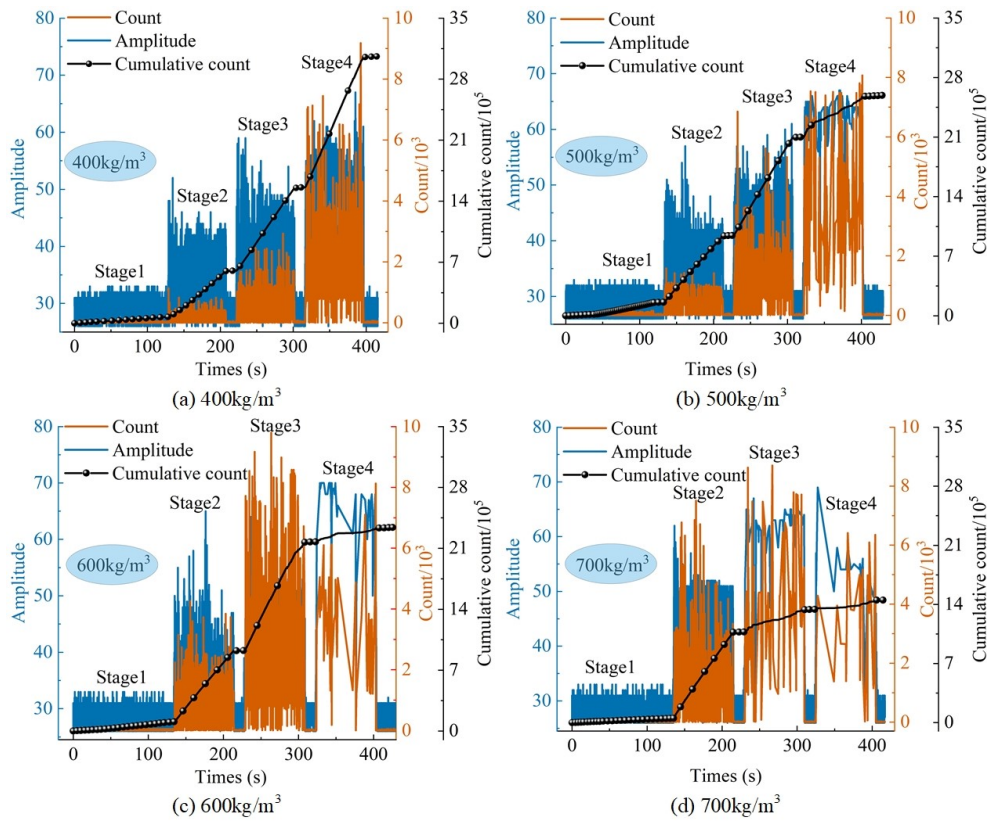 Count
Amplitude
Cumulative count
Stage1
Stage2
Stage3
Stage4
400kg/m³
Amplitude
80
70
60
50
40
30
0
100
200
300
400
Times (s)
10
8
6
4
2
0
Count/10³
35
28
21
14
7
0
Cumulative count/10⁵
(a) 400kg/m³
Count
Amplitude
Cumulative count
Stage1
Stage2
Stage3
Stage4
500kg/m³
Amplitude
80
70
60
50
40
30
0
100
200
300
400
Times (s)
10
8
6
4
2
0
Count/10³
35
28
21
14
7
0
Cumulative count/10⁵
(b) 500kg/m³
Count
Amplitude
Cumulative count
Stage1
Stage2
Stage3
Stage4
600kg/m³
Amplitude
80
70
60
50
40
30
0
100
200
300
400
Times (s)
10
8
6
4
2
0
Count/10³
35
28
21
14
7
0
Cumulative count/10⁵
(c) 600kg/m³
Count
Amplitude
Cumulative count
Stage1
Stage2
Stage3
Stage4
700kg/m³
Amplitude
80
70
60
50
40
30
0
100
200
300
400
Times (s)
10
8
6
4
2
0
Count/10³
35
28
21
14
7
0
Cumulative count/10⁵
(d) 700kg/m³